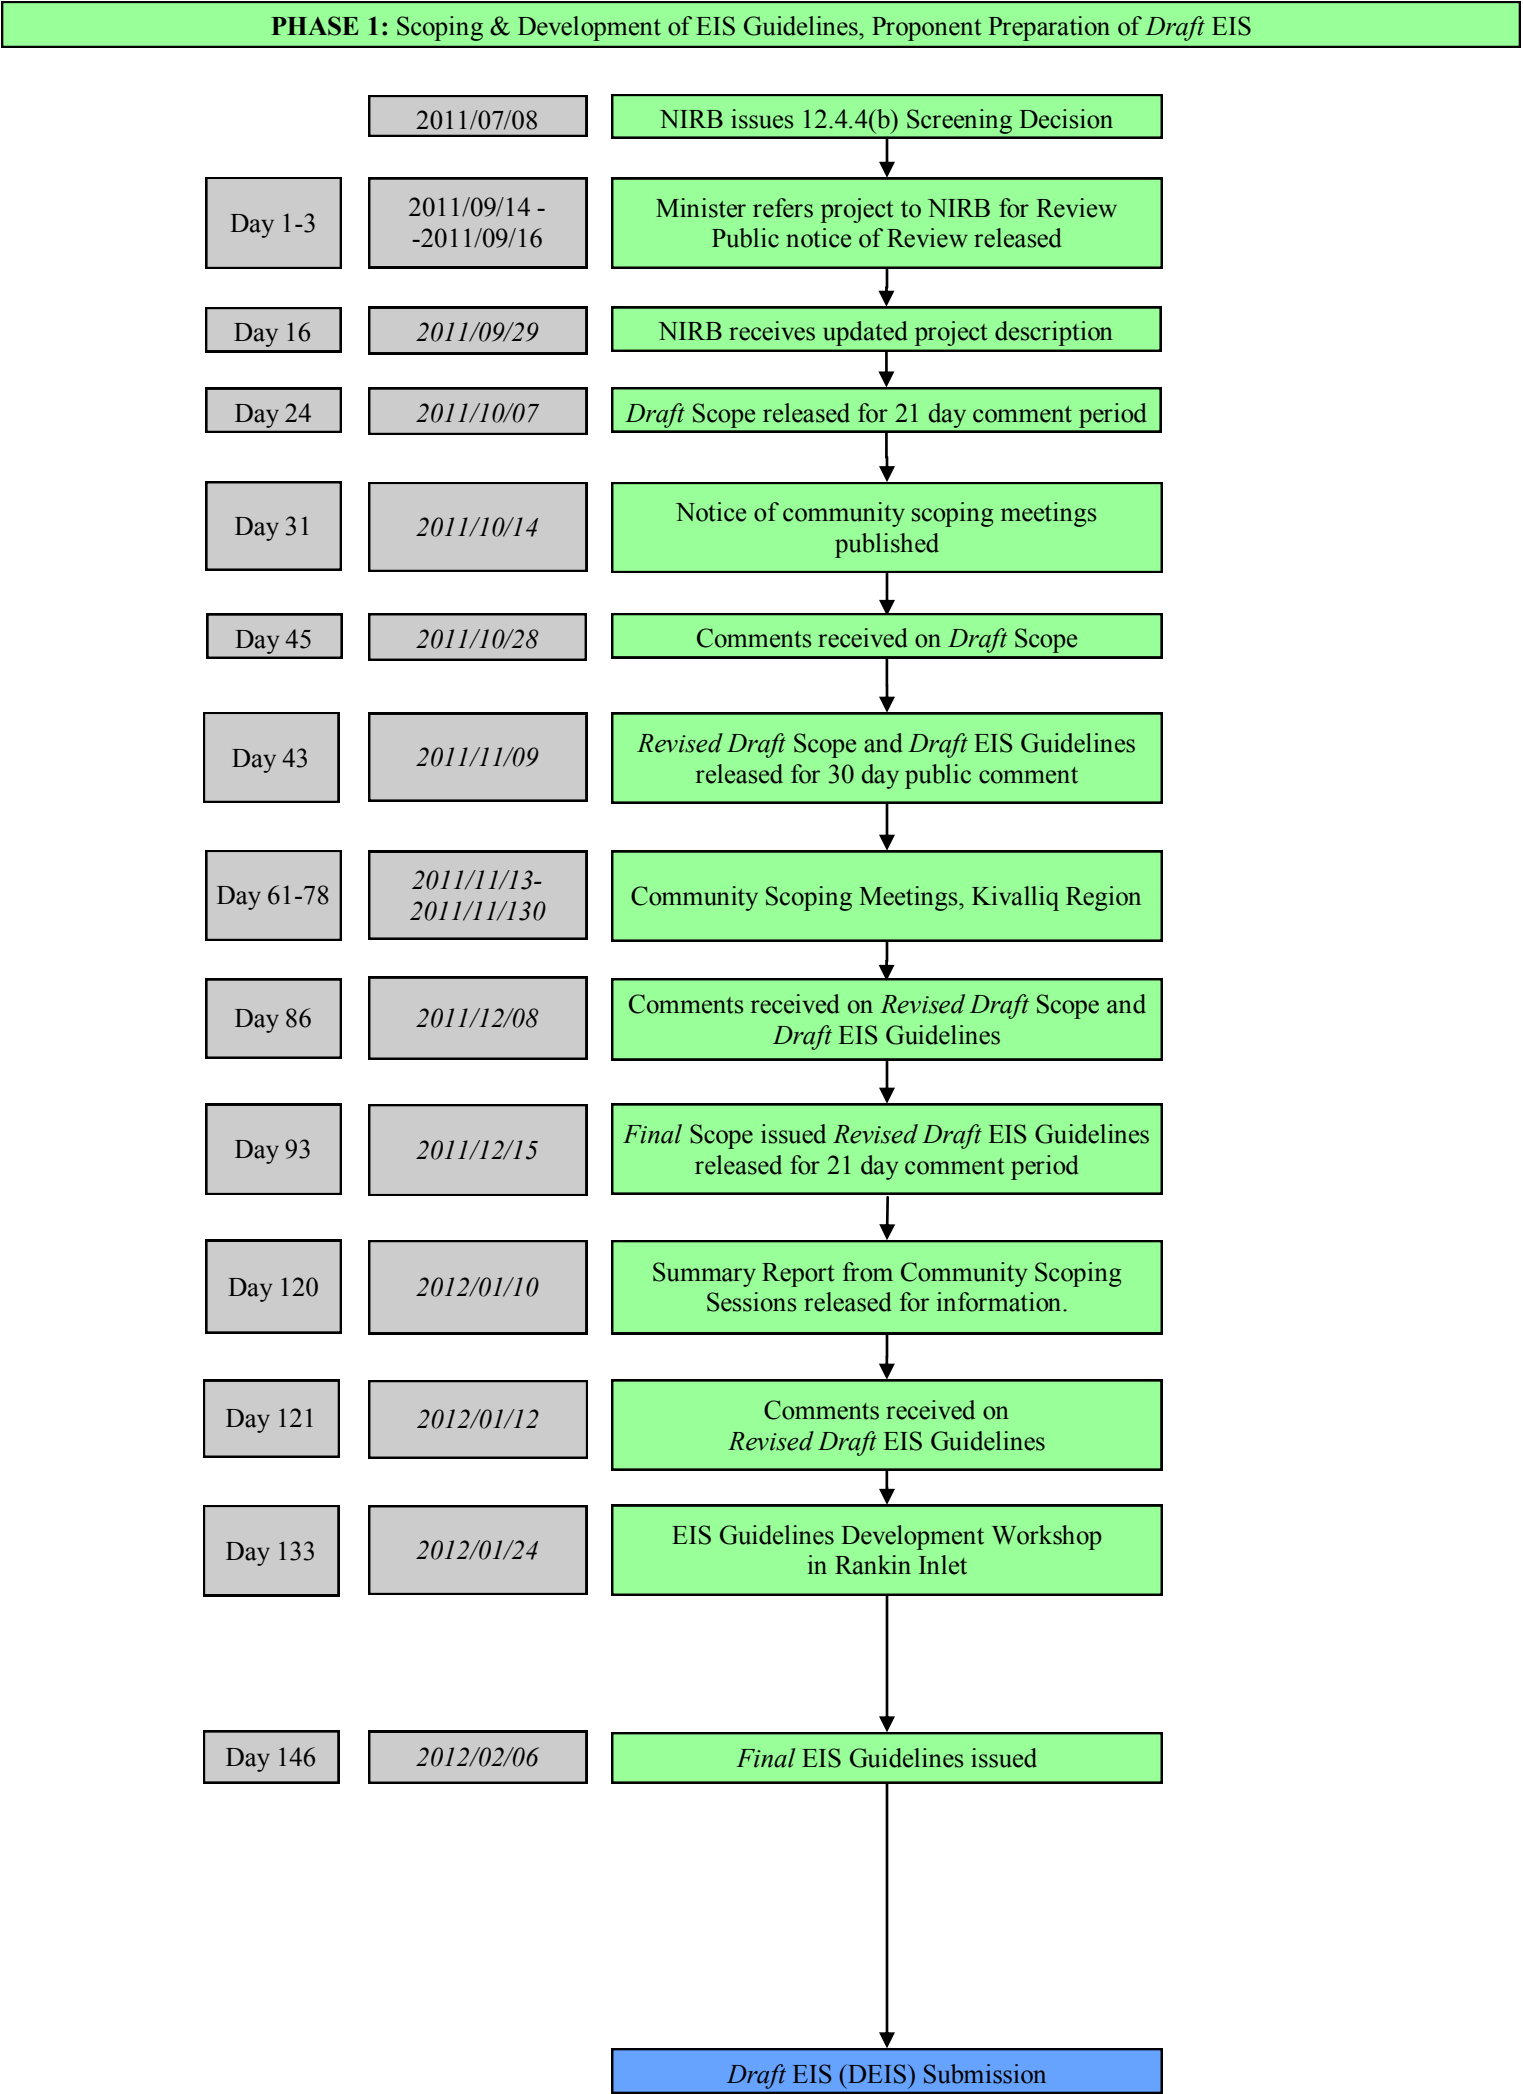 PHASE 1: Scoping & Development of EIS Guidelines, Proponent Preparation of Draft EIS
2011/07/08
NIRB issues 12.4.4(b) Screening Decision
Day 1-3
2011/09/14 -
-2011/09/16
Minister refers project to NIRB for Review
Public notice of Review released
Day 16
2011/09/29
NIRB receives updated project description
Day 24
2011/10/07
Draft Scope released for 21 day comment period
Day 31
2011/10/14
Notice of community scoping meetings
published
Day 45
2011/10/28
Comments received on Draft Scope
Day 43
2011/11/09
Revised Draft Scope and Draft EIS Guidelines
released for 30 day public comment
Day 61-78
2011/11/13-
2011/11/130
Community Scoping Meetings, Kivalliq Region
Day 86
2011/12/08
Comments received on Revised Draft Scope and
Draft EIS Guidelines
Day 93
2011/12/15
Final Scope issued Revised Draft EIS Guidelines
released for 21 day comment period
Day 120
2012/01/10
Summary Report from Community Scoping
Sessions released for information.
Day 121
2012/01/12
Comments received on
Revised Draft EIS Guidelines
Day 133
2012/01/24
EIS Guidelines Development Workshop
in Rankin Inlet
Day 146
2012/02/06
Final EIS Guidelines issued
Draft EIS (DEIS) Submission